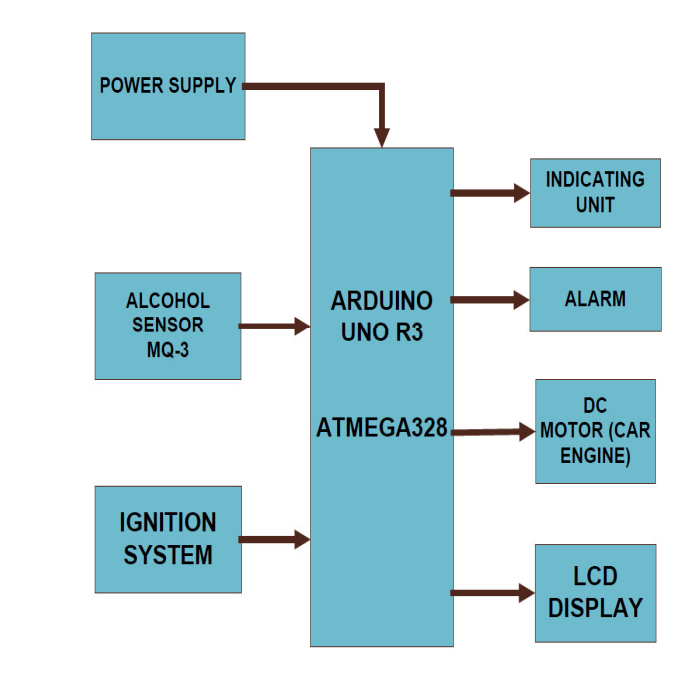 POWER SUPPLY
ALCOHOL
SENSOR
MQ-3
IGNITION
SYSTEM
ARDUINO
UNO R3
ATMEGA328
INDICATING
UNIT
ALARM
DC
MOTOR (CAR
ENGINE)
LCD
DISPLAY